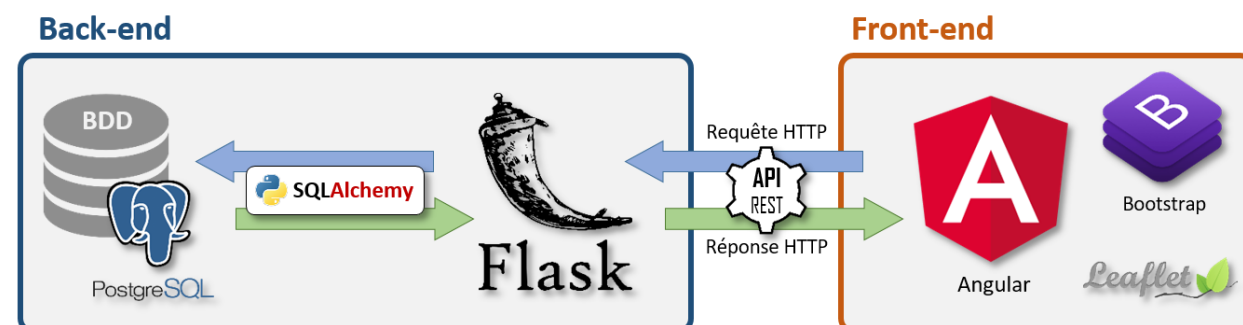 Back-end
Front-end
BDD
PostgreSQL
SQLAlchemy
Flask
Requête HTTP
API
REST
Réponse HTTP
A
Angular
B
Bootstrap
Leaflet